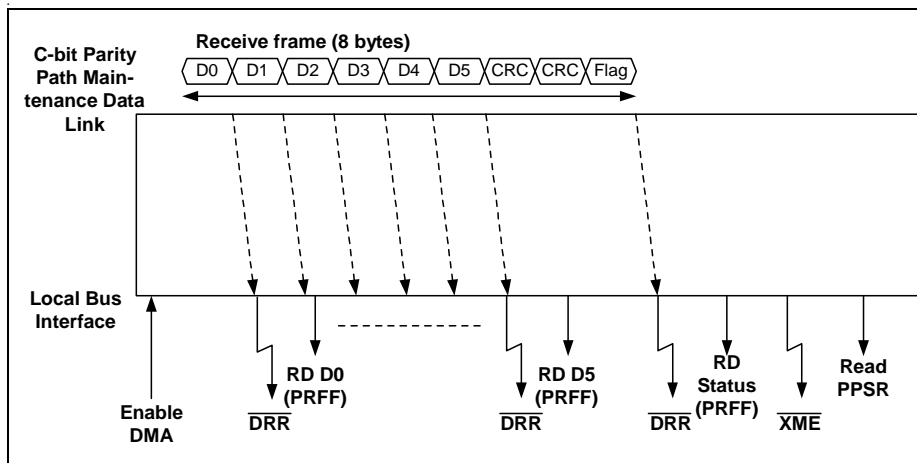 C-bit Parity
Path Main-
tenance Data
Link
Receive frame (8 bytes)
D0 D1 D2 D3 D4 D5 CRC CRC Flag
Local Bus
Interface
Enable
DMA
DRR
RD D0
(PRFF)
DRR
RD D5
(PRFF)
DRR
RD
Status
(PRFF)
XME
Read
PPSR